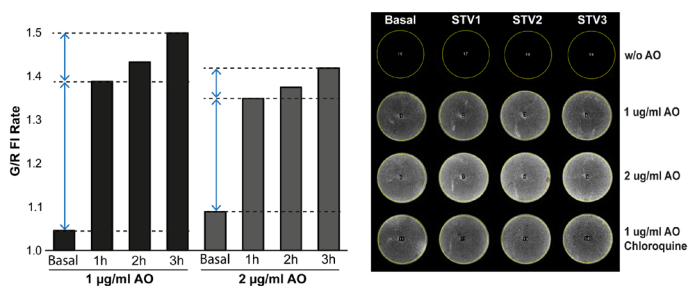 1.5
1.4
1.3
1.2
1.1
1.0
G/R FI Rate
Basal 1h 2h 3h Basal 1h 2h 3h
1 µg/ml AO 2 µg/ml AO
Basal STV1 STV2 STV3
w/o AO
1 ug/ml AO
2 ug/ml AO
1 ug/ml AO
Chloroquine